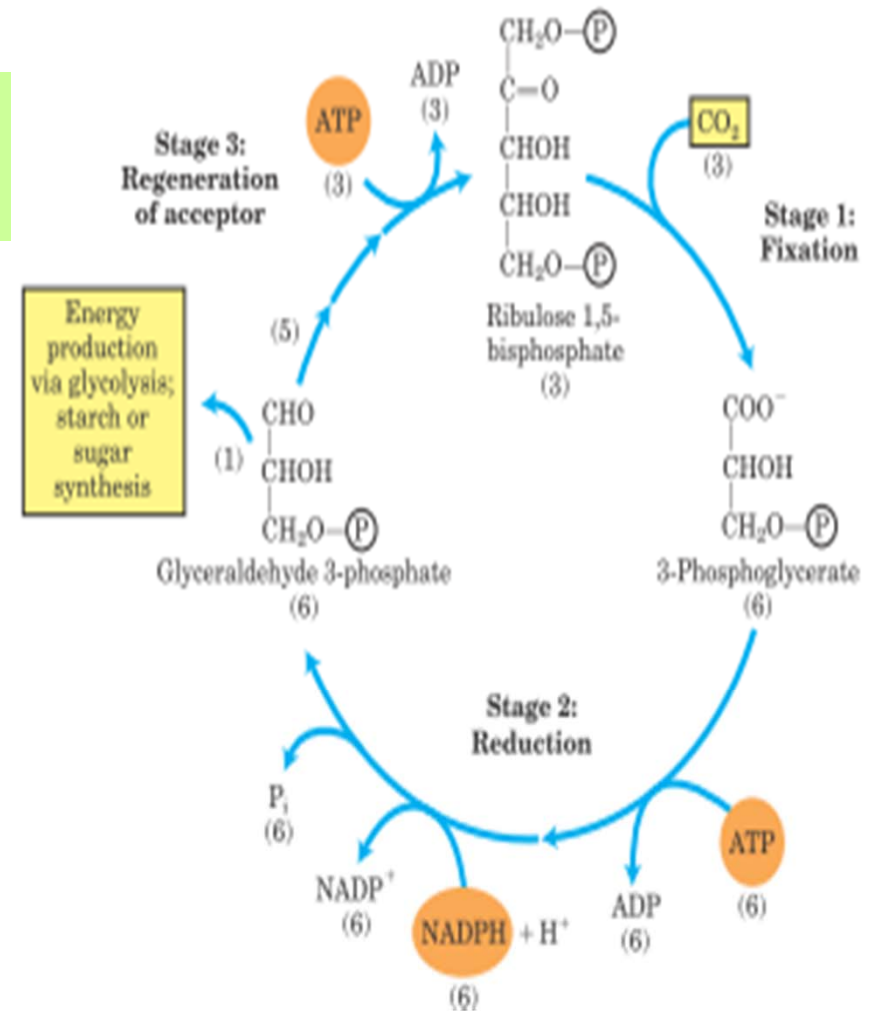 CH₂O–Ⓟ
C=O
CHOH
CHOH
CH₂O–Ⓟ
Ribulose 1,5-
bisphosphate
(3)
CO₂
(3)
Stage 1:
Fixation
COO⁻
CHOH
CH₂O–Ⓟ
3-Phosphoglycerate
(6)
ATP
(6)
ADP
(6)
Stage 2:
Reduction
NADPH + H⁺
(6)
NADP⁺
(6)
Pᵢ
(6)
CHO
CHOH
CH₂O–Ⓟ
Glyceraldehyde 3-phosphate
(6)
(1)
Energy
production
via glycolysis;
starch or
sugar
synthesis
(5)
Stage 3:
Regeneration
of acceptor
ATP
(3)
ADP
(3)